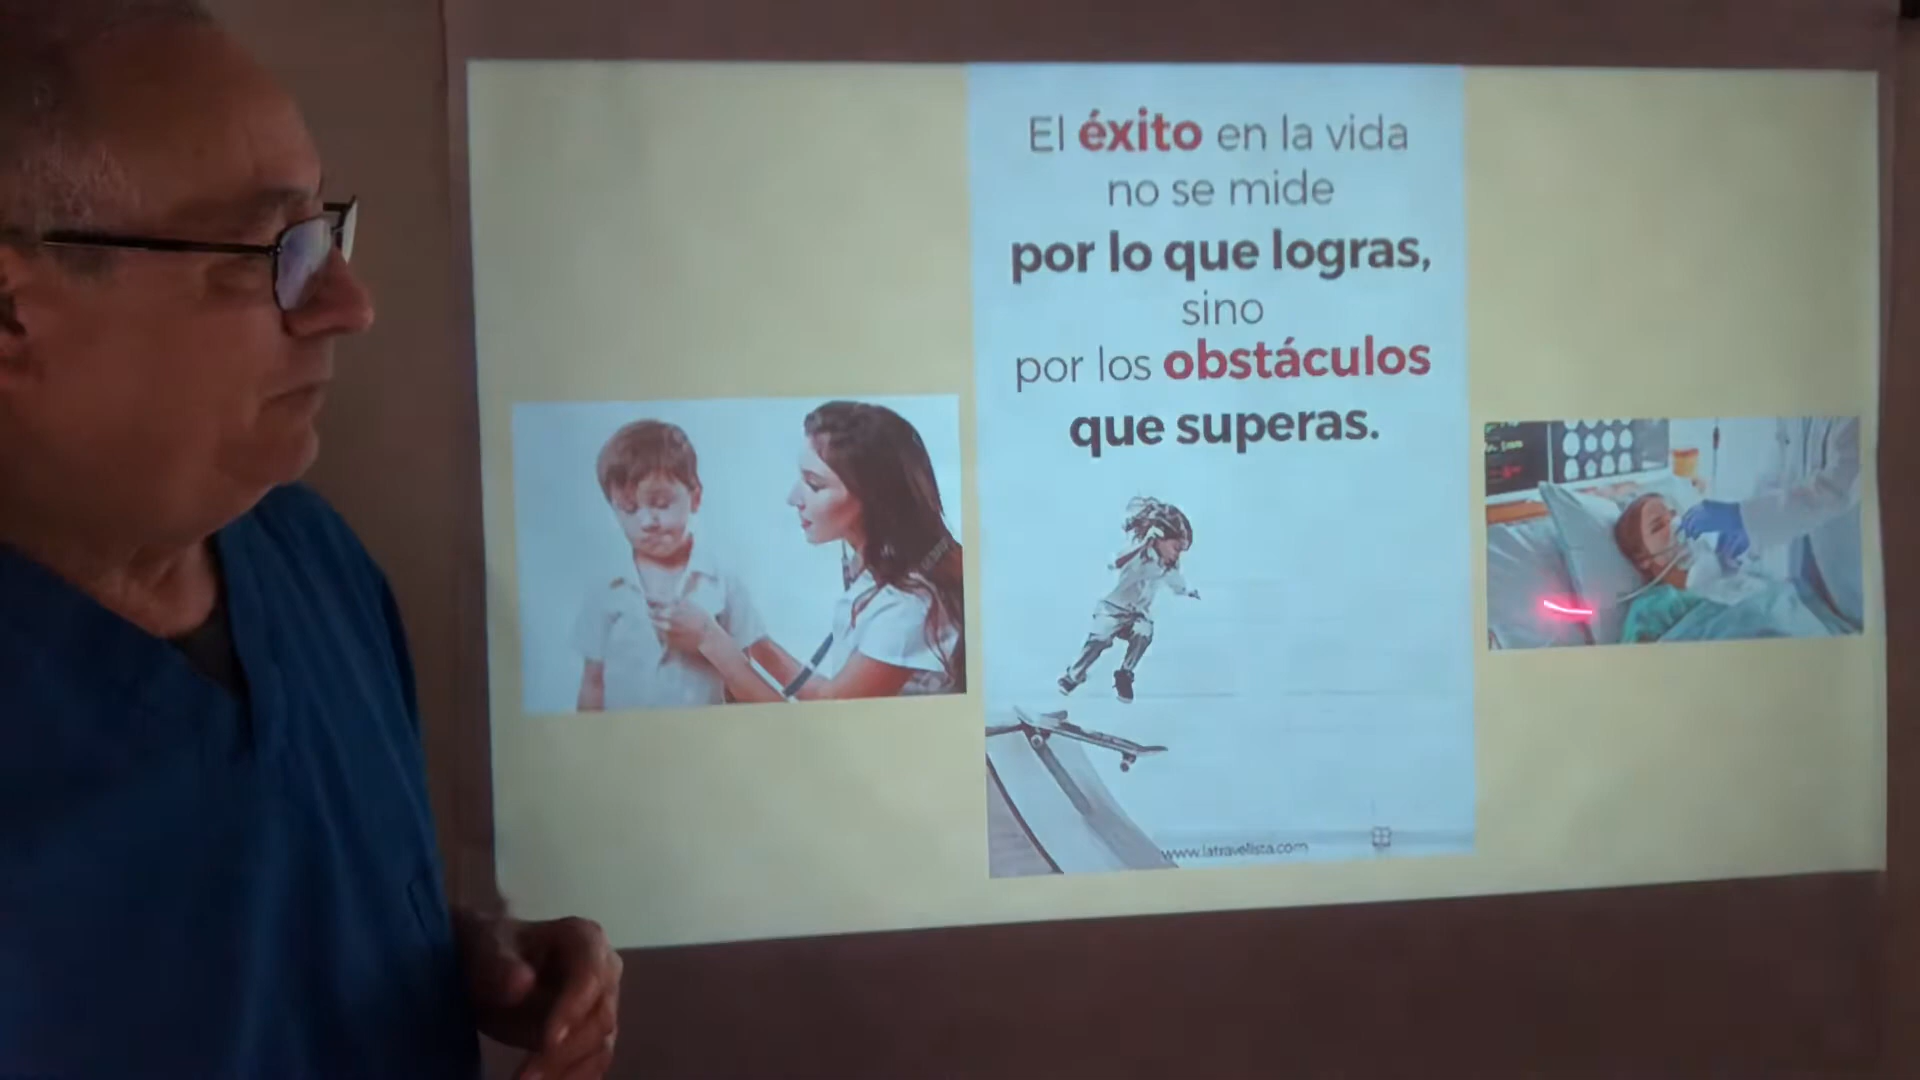 El éxito en la vida
no se mide
por lo que logras,
sino
por los obstáculos
que superas.
www.latravelista.com